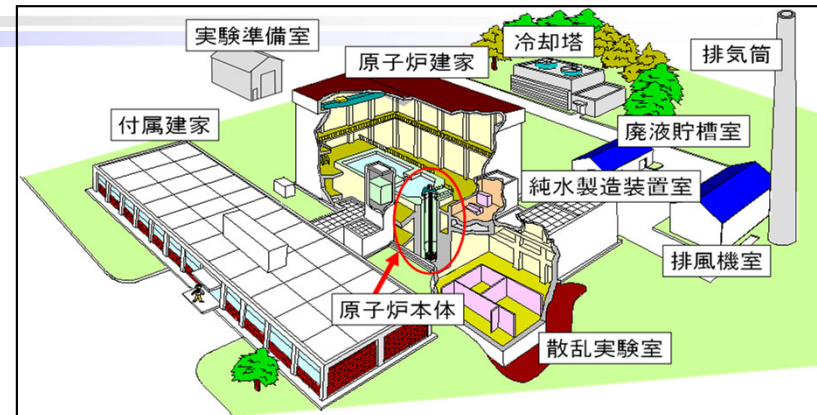 実験準備室
原子炉建家
冷却塔
排気筒
付属建家
廃液貯槽室
純水製造装置室
排風機室
原子炉本体
散乱実験室